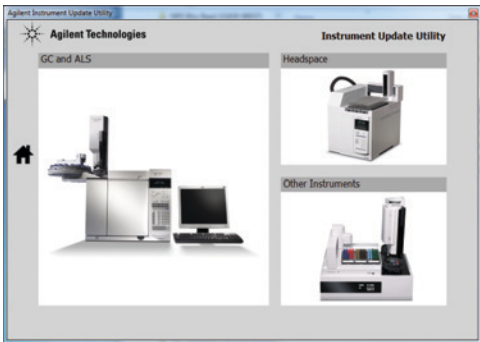 Agilent Instrument Update Utility
Agilent Technologies
Instrument Update Utility
GC and ALS
Headspace
Other Instruments